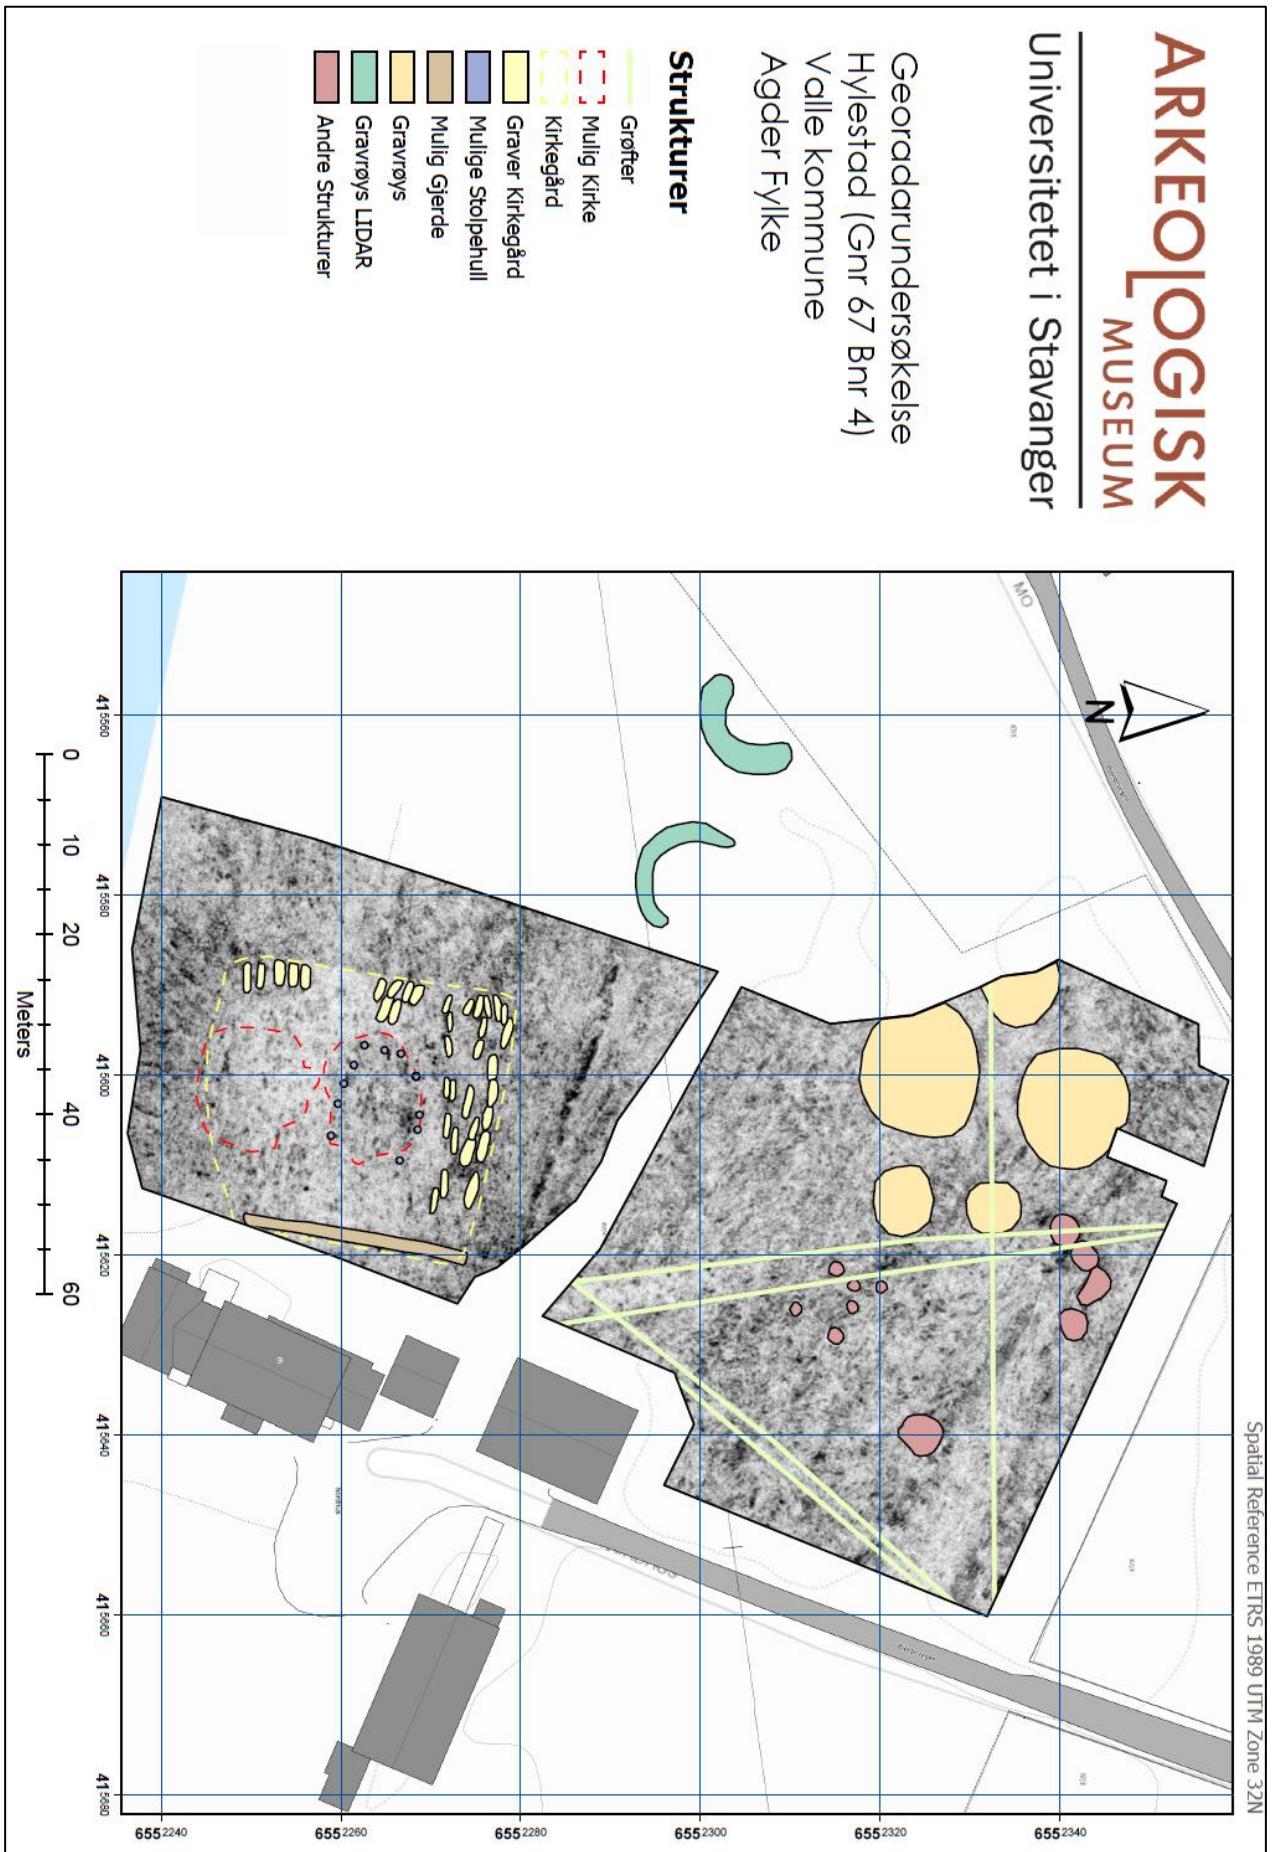 ARKEOLOGISK
MUSEUM
Universitetet i Stavanger
Georadarundersøkelse
Hylestad (Gnr 67 Bnr 4)
Valle kommune
Agder Fylke
Strukturer
Grøfter
Mulig Kirke
Kirkegård
Graver Kirkegård
Mulige Stolpehull
Mulig Gjerde
Gravrøys
Gravrøys LIDAR
Andre Strukturer
Spatial Reference ETRS 1989 UTM Zone 32N
MO
N
415560
415580
415600
415620
415640
415660
415680
6552340
6552320
6552300
6552280
6552260
6552240
0 10 20 40 60
Meters